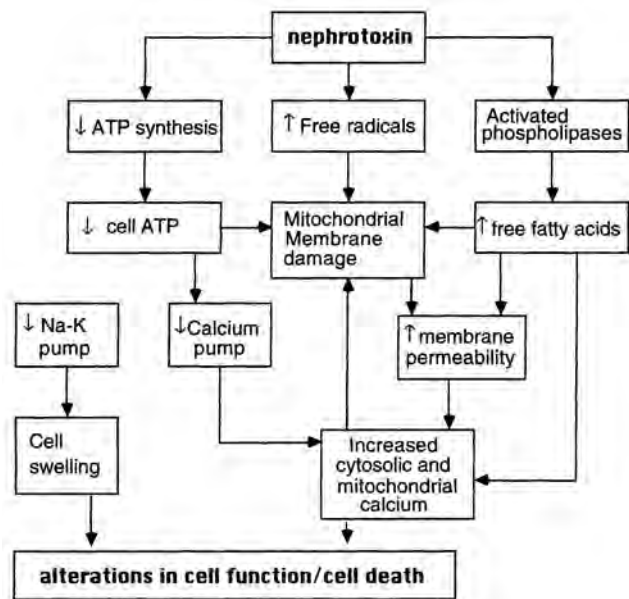 nephrotoxin
↓ ATP synthesis
↑ Free radicals
Activated
phospholipases
↓ cell ATP
Mitochondrial
Membrane
damage
↑ free fatty acids
↓ Na-K
pump
↓Calcium
pump
↑ membrane
permeability
Cell
swelling
Increased
cytosolic and
mitochondrial
calcium
alterations in cell function/cell death